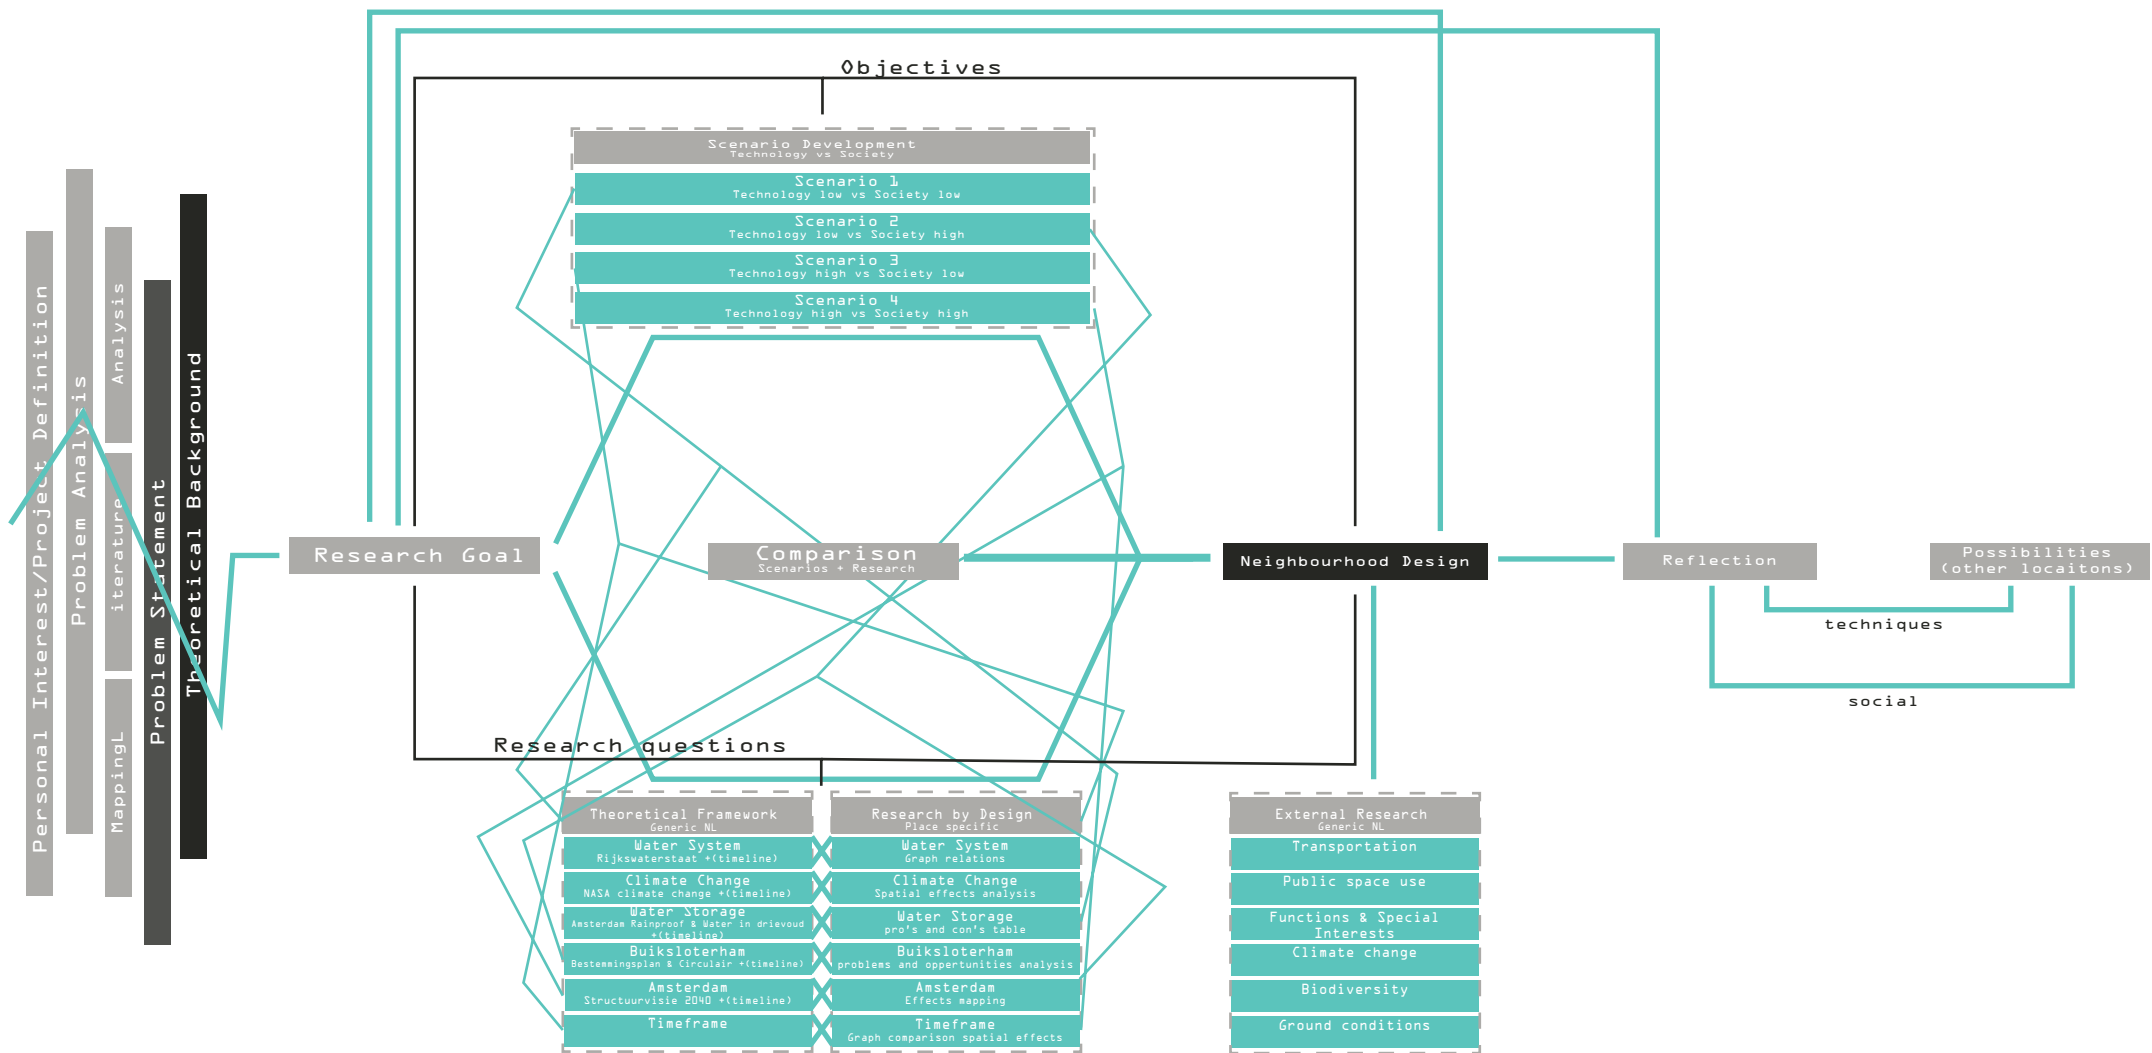 Personal Interest/Project Definition
Problem Analysis
Analysis
iterature
MappingL
Problem Statement
Theoretical Background
Research Goal
Objectives
Scenario Development
Technology vs Society
Scenario 1
Technology low vs Society low
Scenario 2
Technology low vs Society high
Scenario 3
Technology high vs Society low
Scenario 4
Technology high vs Society high
Comparison
Scenarios + Research
Neighbourhood Design
Reflection
Possibilities
(other locaitons)
techniques
social
Research questions
Theoretical Framework
Generic NL
Water System
Rijkswaterstaat +(timeline)
Climate Change
NASA climate change +(timeline)
Water Storage
Amsterdam Rainproof & Water in drievoud
+(timeline)
Buiksloterham
Bestemmingsplan & Circulair +(timeline)
Amsterdam
Structuurvisie 2040 +(timeline)
Timeframe
Research by Design
Place specific
Water System
Graph relations
Climate Change
Spatial effects analysis
Water Storage
pro's and con's table
Buiksloterham
problems and oppertunities analysis
Amsterdam
Effects mapping
Timeframe
Graph comparison spatial effects
External Research
Generic NL
Transportation
Public space use
Functions & Special
Interests
Climate change
Biodiversity
Ground conditions